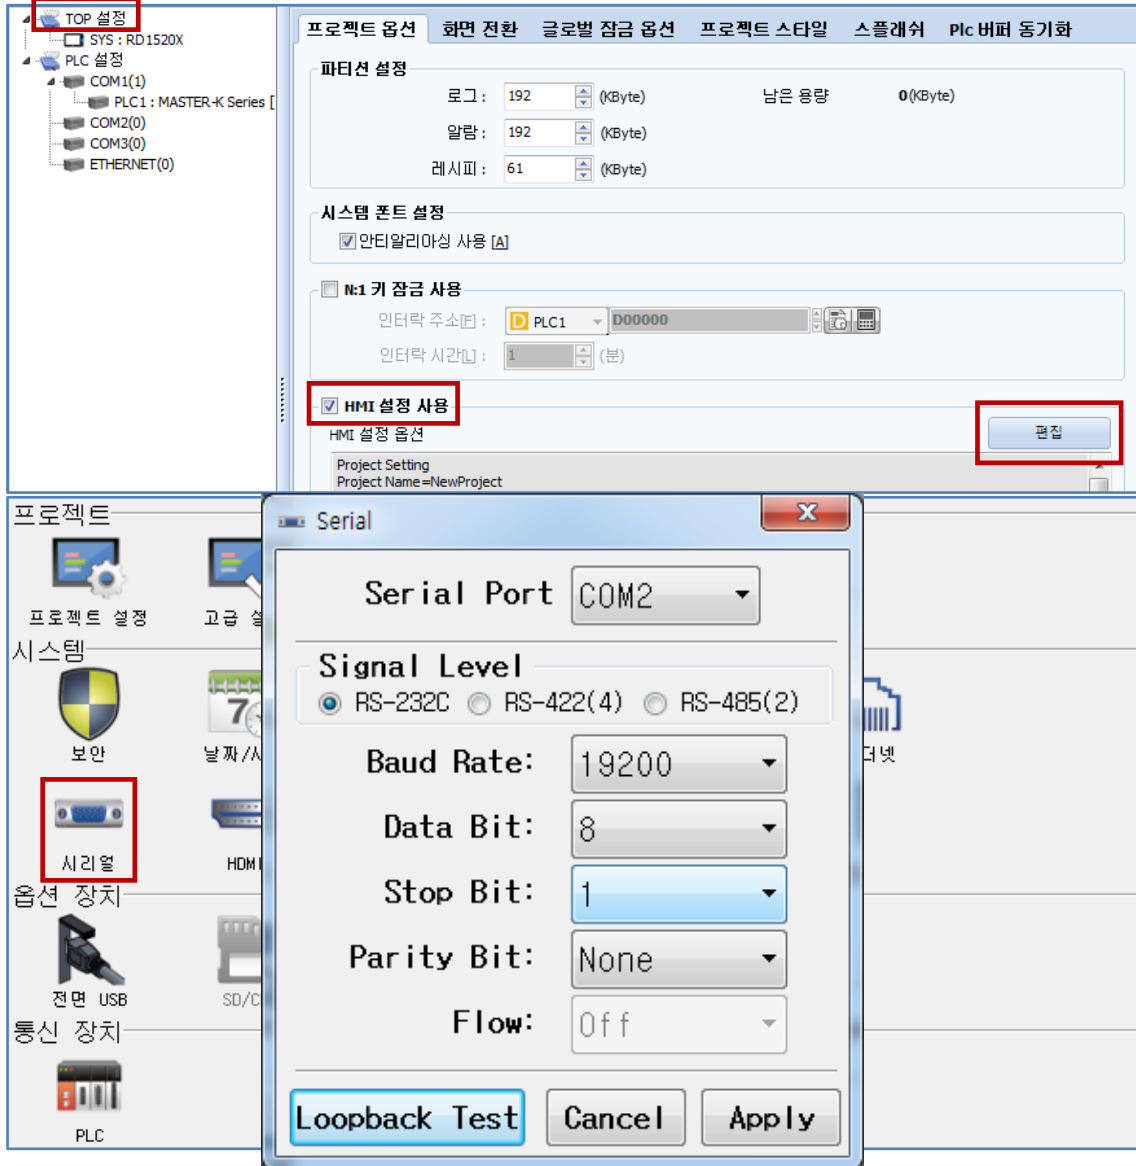 TOP 설정
SYS : RD1520X
PLC 설정
COM1(1)
PLC1 : MASTER-K Series [
COM2(0)
COM3(0)
ETHERNET(0)
프로젝트 옵션 화면 전환 글로벌 잠금 옵션 프로젝트 스타일 스플래쉬 Plc 버퍼 동기화
파티션 설정
로그 : 192 (KByte) 남은 용량 0(KByte)
알람 : 192 (KByte)
레시피 : 61 (KByte)
시스템 폰트 설정
안티알리아싱 사용 [A]
N:1 키 잠금 사용
인터락 주소[F] : D PLC1 D00000
인터락 시간[L] : 1 (분)
HMI 설정 사용
HMI 설정 옵션 편집
Project Setting
Project Name=NewProject
프로젝트
프로젝트 설정
고급 설
시스템
보안
날짜/시
더넷
시리얼
HDMI
옵션 장치
전면 USB
SD/C
통신 장치
PLC
Serial
Serial Port COM2
Signal Level
RS-232C RS-422(4) RS-485(2)
Baud Rate: 19200
Data Bit: 8
Stop Bit: 1
Parity Bit: None
Flow: Off
Loopback Test Cancel Apply